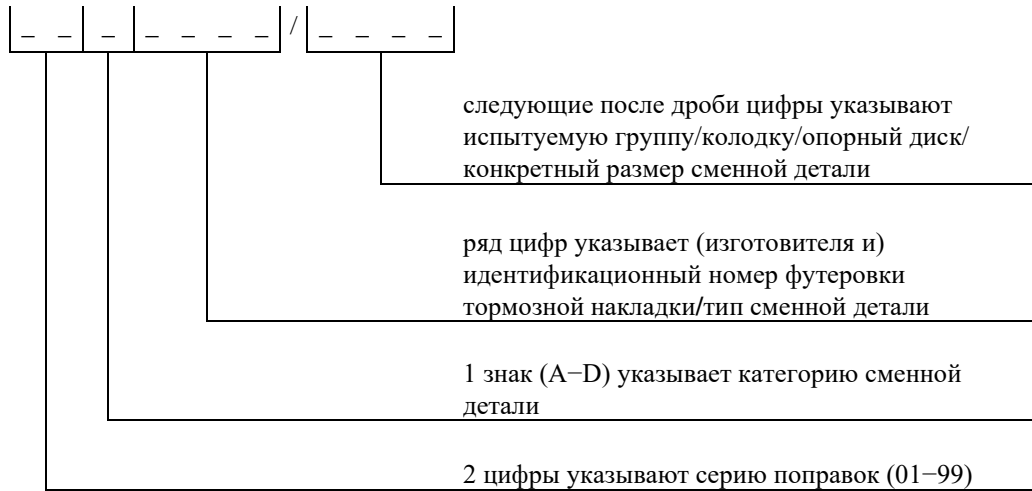 _ _ _ _ _ _ _ / _ _ _ _
следующие после дроби цифры указывают
испытуемую группу/колодку/опорный диск/
конкретный размер сменной детали
ряд цифр указывает (изготовителя и)
идентификационный номер футеровки
тормозной накладки/тип сменной детали
1 знак (A−D) указывает категорию сменной
детали
2 цифры указывают серию поправок (01−99)